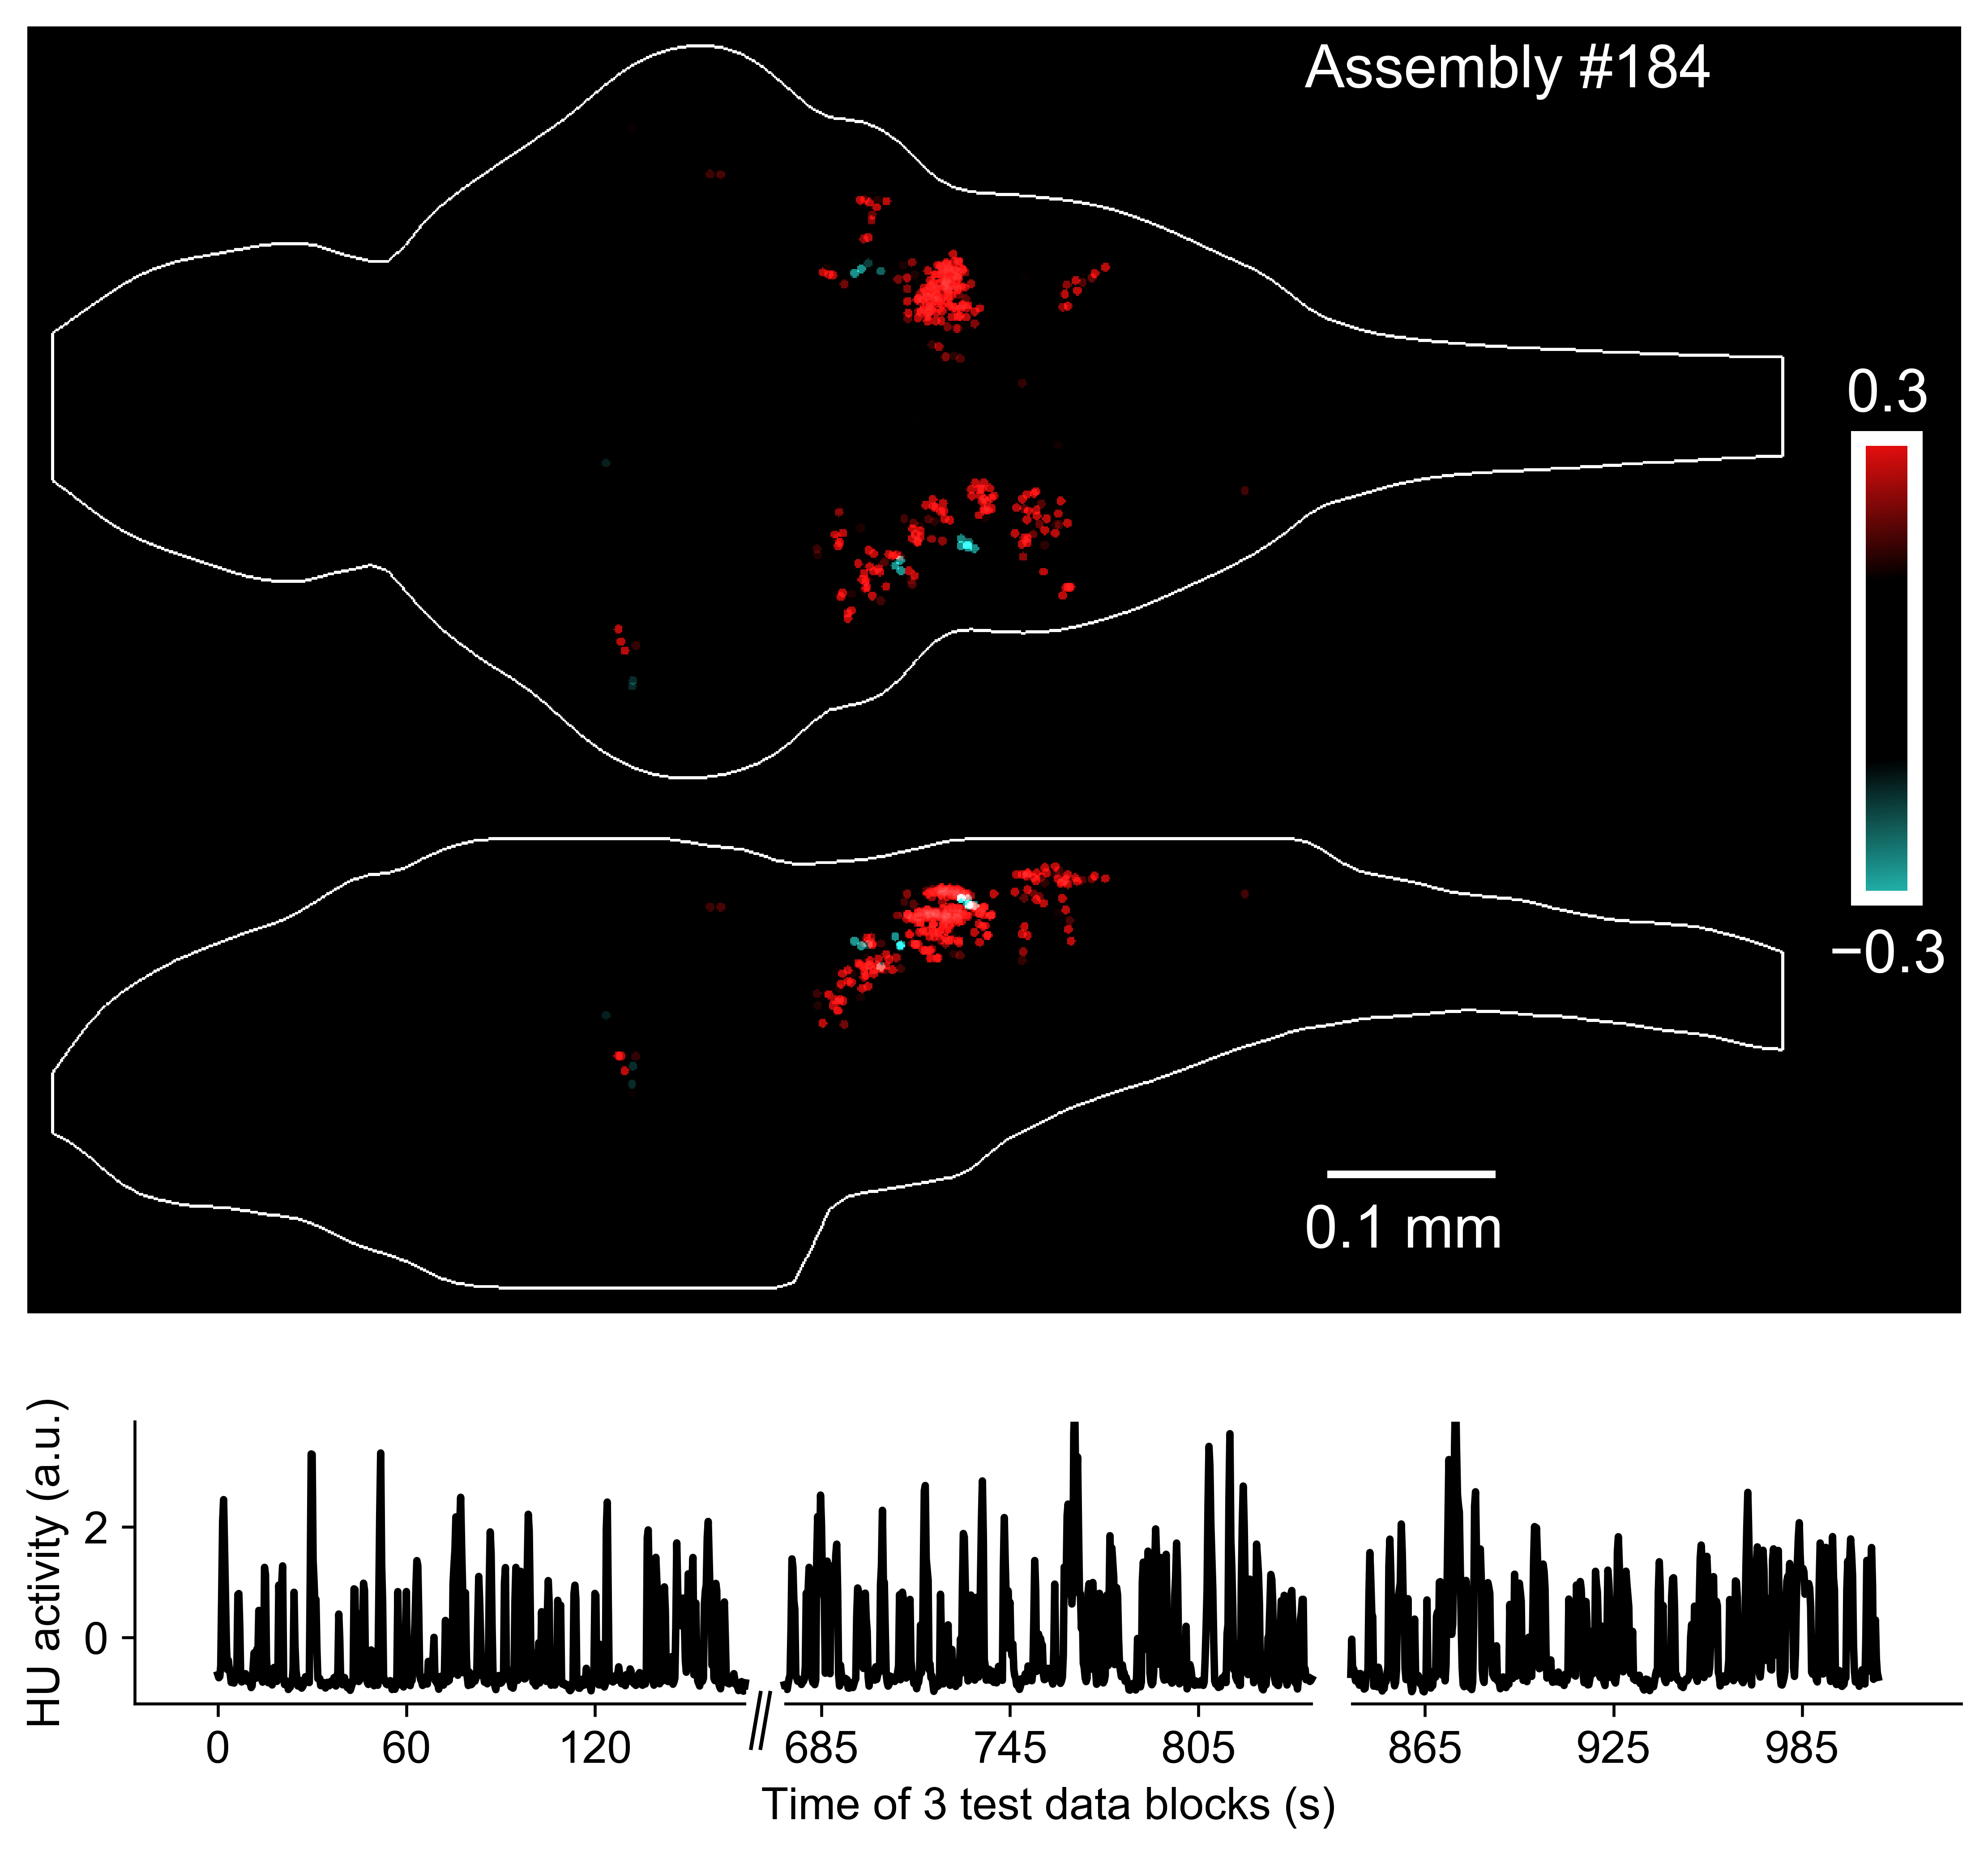 Assembly #184
0.3
−0.3
0.1 mm
HU activity (a.u.)
2
0
0 60 120 685 745 805 865 925 985
Time of 3 test data blocks (s)